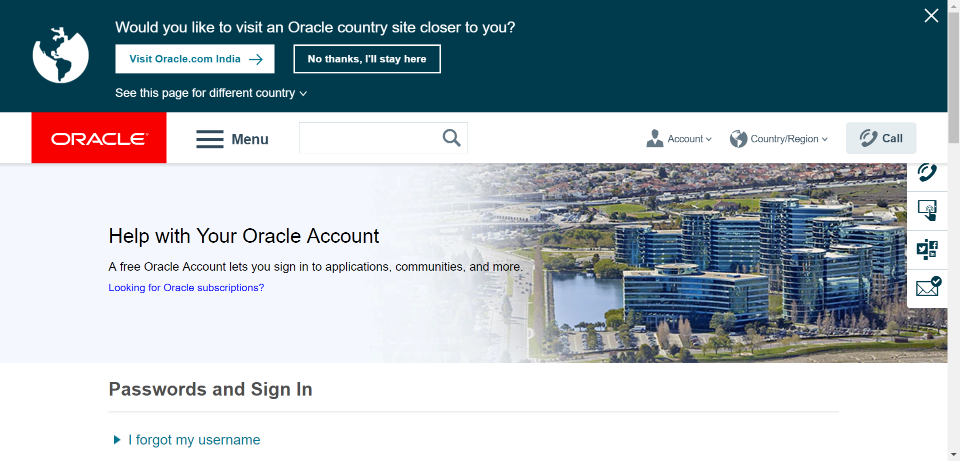 Would you like to visit an Oracle country site closer to you?
Visit Oracle.com India
No thanks, I'll stay here
See this page for different country
ORACLE
Menu
Account
Country/Region
Call
Help with Your Oracle Account
A free Oracle Account lets you sign in to applications, communities, and more.
Looking for Oracle subscriptions?
Passwords and Sign In
I forgot my username